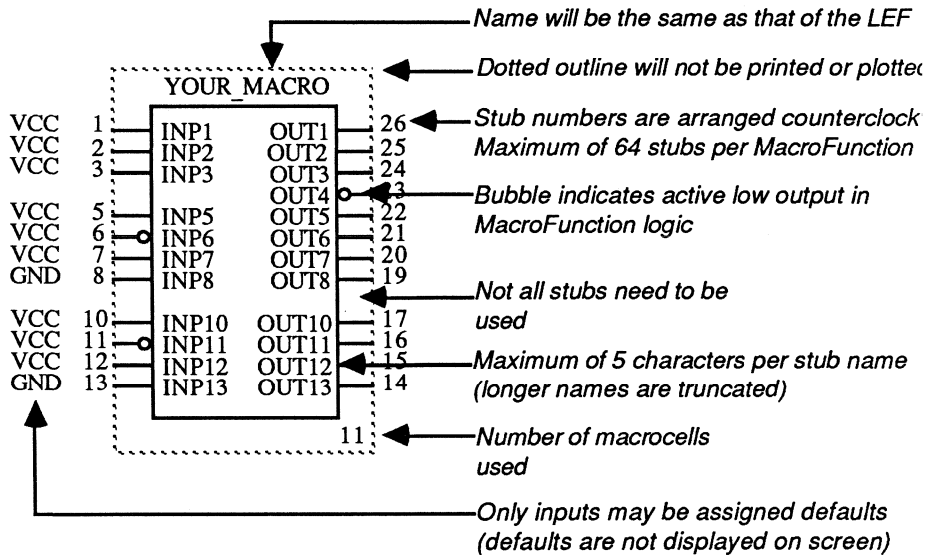 Name will be the same as that of the LEF
Dotted outline will not be printed or plotted
YOUR_MACRO
Stub numbers are arranged counterclock
Maximum of 64 stubs per MacroFunction
VCC 1 INP1 OUT1 26
VCC 2 INP2 OUT2 25
VCC 3 INP3 OUT3 24
OUT4 23
Bubble indicates active low output in
MacroFunction logic
VCC 5 INP5 OUT5 22
VCC 6 INP6 OUT6 21
VCC 7 INP7 OUT7 20
GND 8 INP8 OUT8 19
Not all stubs need to be
used
VCC 10 INP10 OUT10 17
VCC 11 INP11 OUT11 16
VCC 12 INP12 OUT12 15
GND 13 INP13 OUT13 14
Maximum of 5 characters per stub name
(longer names are truncated)
11
Number of macrocells
used
Only inputs may be assigned defaults
(defaults are not displayed on screen)